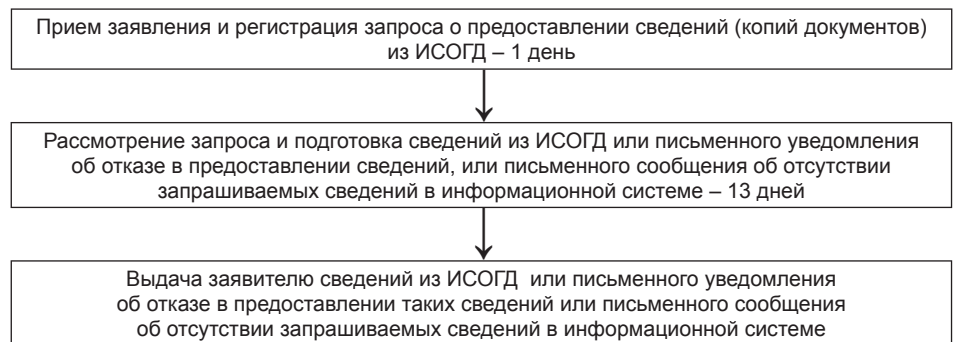 Прием заявления и регистрация запроса о предоставлении сведений (копий документов)
из ИСОГД – 1 день
Рассмотрение запроса и подготовка сведений из ИСОГД или письменного уведомления
об отказе в предоставлении сведений, или письменного сообщения об отсутствии
запрашиваемых сведений в информационной системе – 13 дней
Выдача заявителю сведений из ИСОГД или письменного уведомления
об отказе в предоставлении таких сведений или письменного сообщения
об отсутствии запрашиваемых сведений в информационной системе